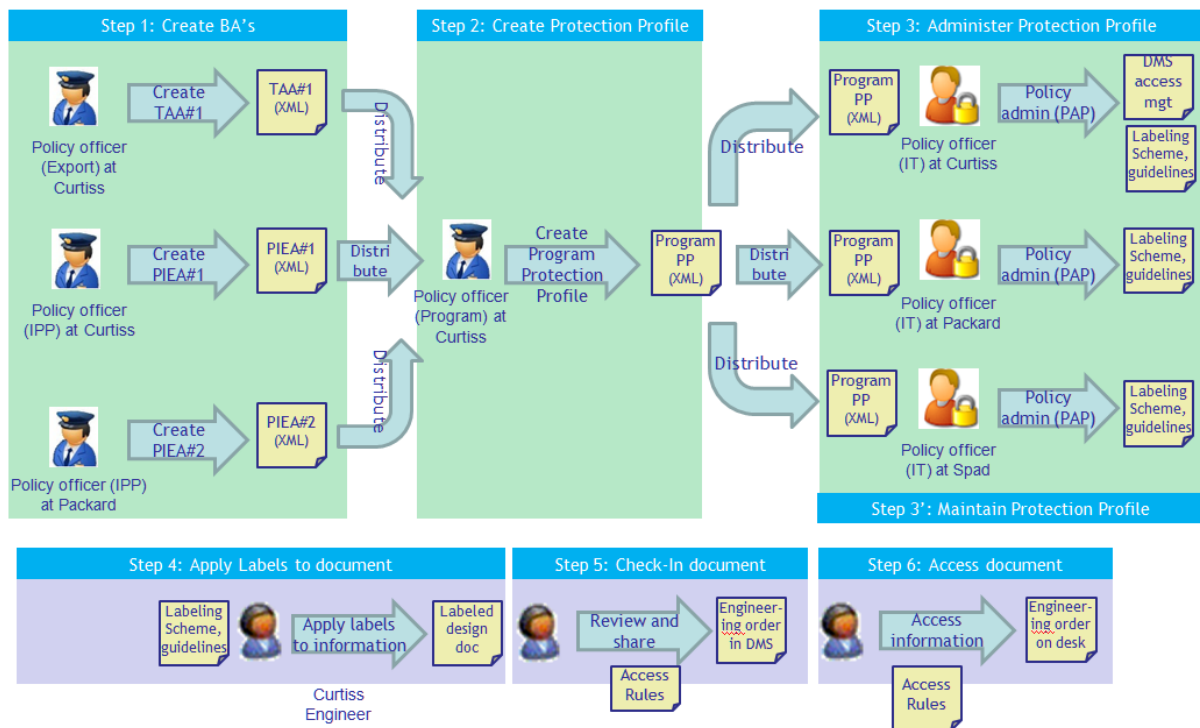 Step 1: Create BA's
Create
TAA#1
TAA#1
(XML)
Policy officer
(Export) at
Curtiss
Distribute
Create
PIEA#1
PIEA#1
(XML)
Distri
bute
Policy officer
(IPP) at Curtiss
Create
PIEA#2
PIEA#2
(XML)
Distribute
Policy officer (IPP)
at Packard
Step 2: Create Protection Profile
Policy officer
(Program) at
Curtiss
Create
Program
Protection
Profile
Program
PP
(XML)
Distribute
Distri
bute
Distribute
Step 3: Administer Protection Profile
Program
PP
(XML)
Policy officer
(IT) at Curtiss
Policy
admin (PAP)
DMS
access
mgt
Labeling
Scheme,
guidelines
Program
PP
(XML)
Policy officer
(IT) at Packard
Policy
admin (PAP)
Labeling
Scheme,
guidelines
Program
PP
(XML)
Policy officer
(IT) at Spad
Policy
admin (PAP)
Labeling
Scheme,
guidelines
Step 3': Maintain Protection Profile
Step 4: Apply Labels to document
Labeling
Scheme,
guidelines
Apply labels
to information
Labeled
design
doc
Curtiss
Engineer
Step 5: Check-In document
Review and
share
Access
Rules
Engineer-
ing order
in DMS
Step 6: Access document
Access
information
Access
Rules
Engineer-
ing order
on desk